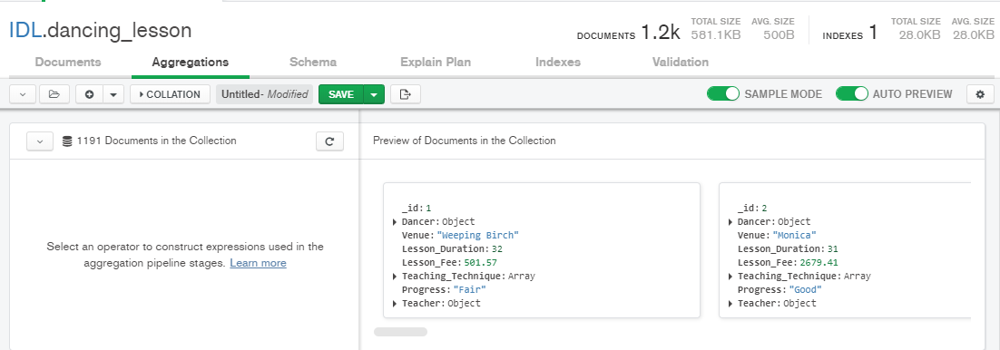 IDL.dancing_lesson
DOCUMENTS 1.2k TOTAL SIZE 581.1KB AVG. SIZE 500B INDEXES 1 TOTAL SIZE 28.0KB AVG. SIZE 28.0KB
Documents Aggregations Schema Explain Plan Indexes Validation
COLLATION Untitled- Modified SAVE SAMPLE MODE AUTO PREVIEW
1191 Documents in the Collection
Select an operator to construct expressions used in the
aggregation pipeline stages. Learn more
Preview of Documents in the Collection
_id: 1
Dancer: Object
Venue: "Weeping Birch"
Lesson_Duration: 32
Lesson_Fee: 501.57
Teaching_Technique: Array
Progress: "Fair"
Teacher: Object
_id: 2
Dancer: Object
Venue: "Monica"
Lesson_Duration: 31
Lesson_Fee: 2679.41
Teaching_Technique: Array
Progress: "Good"
Teacher: Object